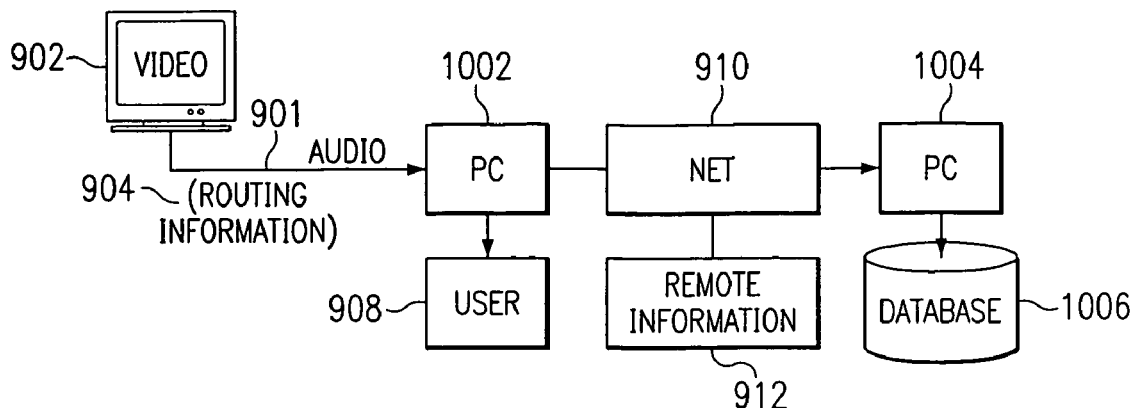 902
VIDEO
901
AUDIO
904
(ROUTING
INFORMATION)
1002
PC
910
NET
1004
PC
908
USER
REMOTE
INFORMATION
912
DATABASE
1006